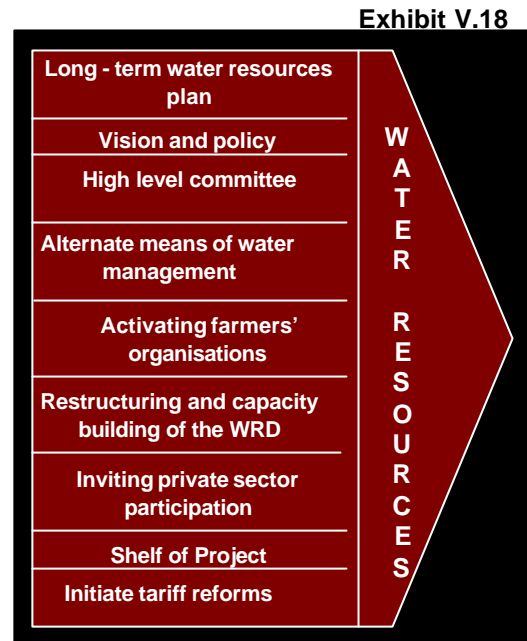 Exhibit V.18
Long - term water resources
plan
Vision and policy
High level committee
Alternate means of water
management
Activating farmers'
organisations
Restructuring and capacity
building of the WRD
Inviting private sector
participation
Shelf of Project
Initiate tariff reforms
WATER RESOURCES